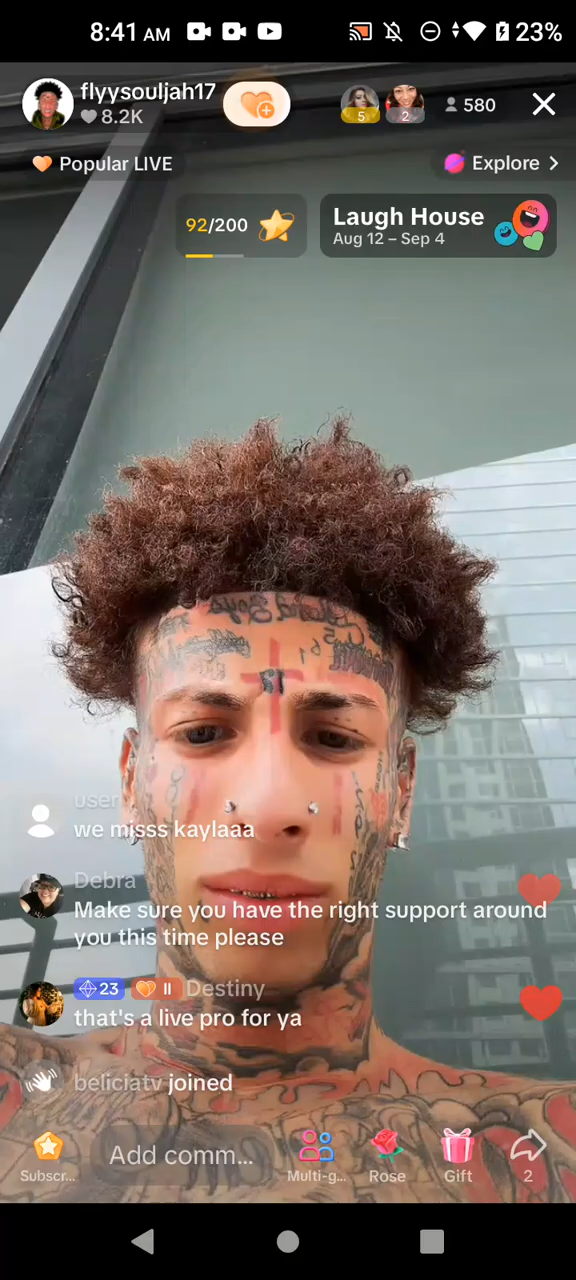 8:41 AM
23%
flyysouljah17
8.2K
5
2
580
Popular LIVE
Explore
92/200
Laugh House
Aug 12 – Sep 4
user
we misss kaylaaa
Debra
Make sure you have the right support around
you this time please
23 II Destiny
that's a live pro for ya
beliciatv joined
Add comm...
Subscr...
Multi-g...
Rose
Gift
2